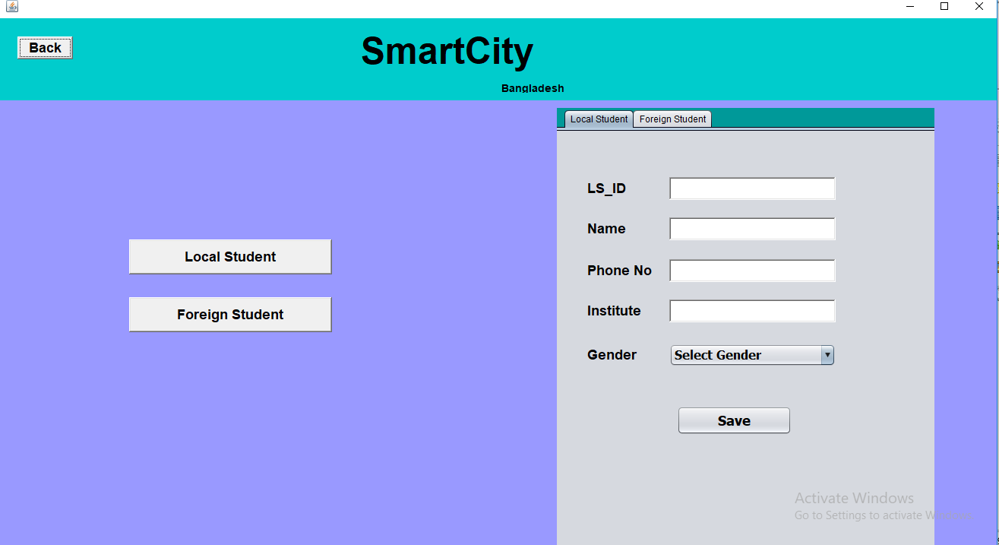 Back
SmartCity
Bangladesh
Local Student
Foreign Student
Local Student Foreign Student
LS_ID
Name
Phone No
Institute
Gender Select Gender
Save
Activate Windows
Go to Settings to activate Windows.